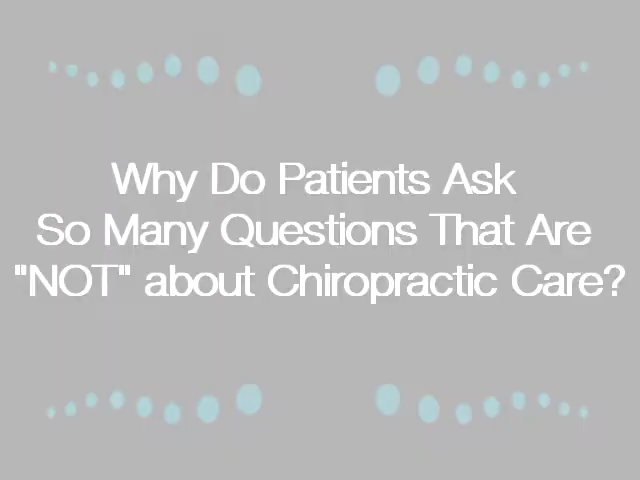 Why Do Patients Ask
So Many Questions That Are
"NOT" about Chiropractic Care?